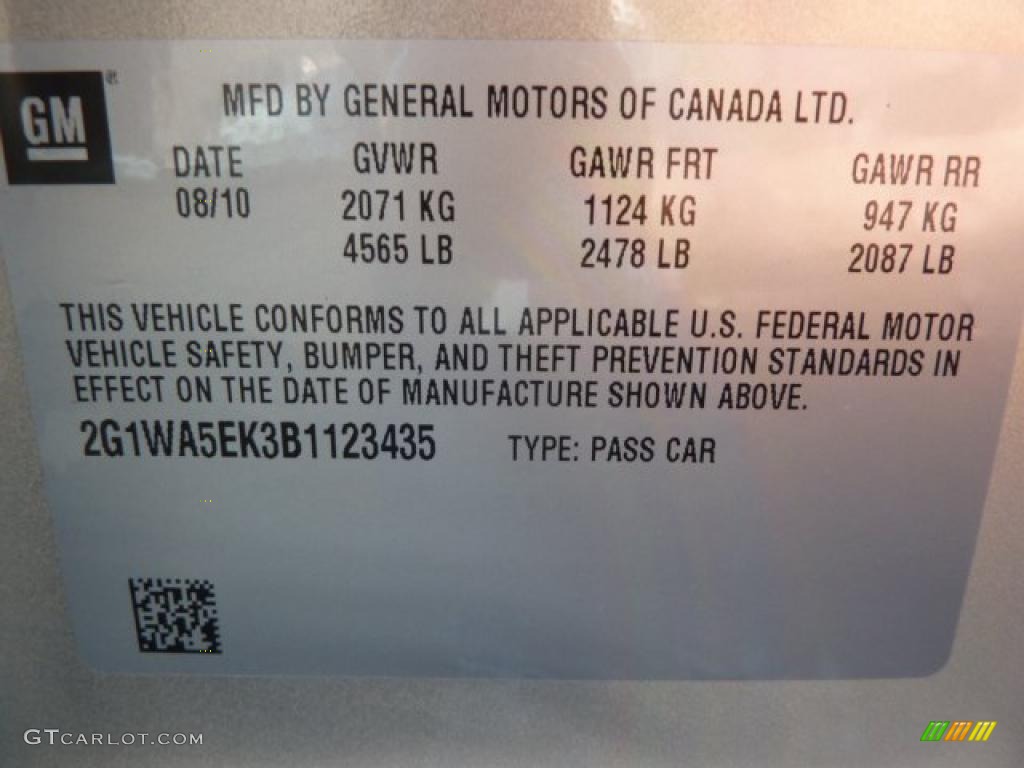 GM ®
MFD BY GENERAL MOTORS OF CANADA LTD.
DATE GVWR GAWR FRT GAWR RR
08/10 2071 KG 1124 KG 947 KG
4565 LB 2478 LB 2087 LB
THIS VEHICLE CONFORMS TO ALL APPLICABLE U.S. FEDERAL MOTOR
VEHICLE SAFETY, BUMPER, AND THEFT PREVENTION STANDARDS IN
EFFECT ON THE DATE OF MANUFACTURE SHOWN ABOVE.
2G1WA5EK3B1123435 TYPE: PASS CAR
GTCARLOT.COM